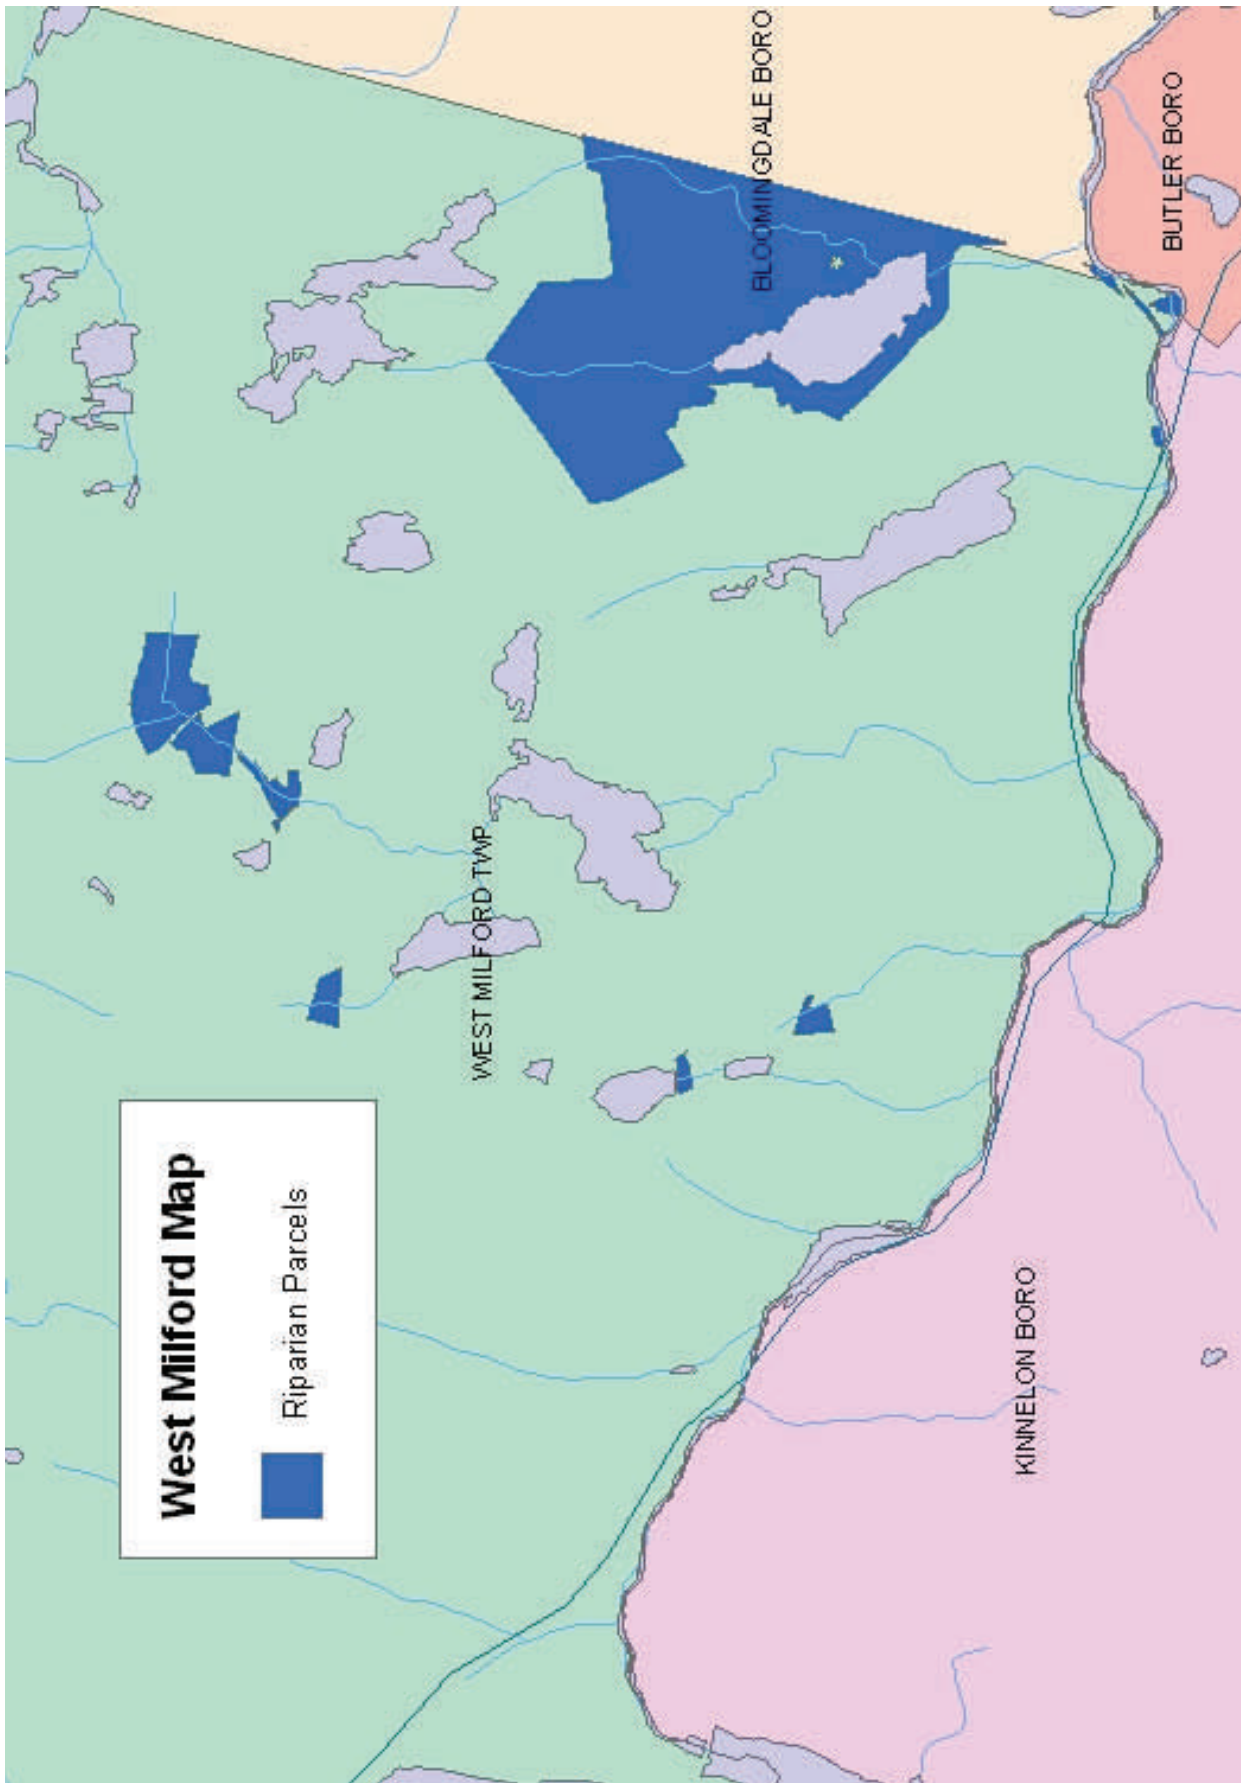 West Milford Map
Riparian Parcels
WEST MILFORD TWP
BLOOMINGDALE BORO
KINNELON BORO
BUTLER BORO